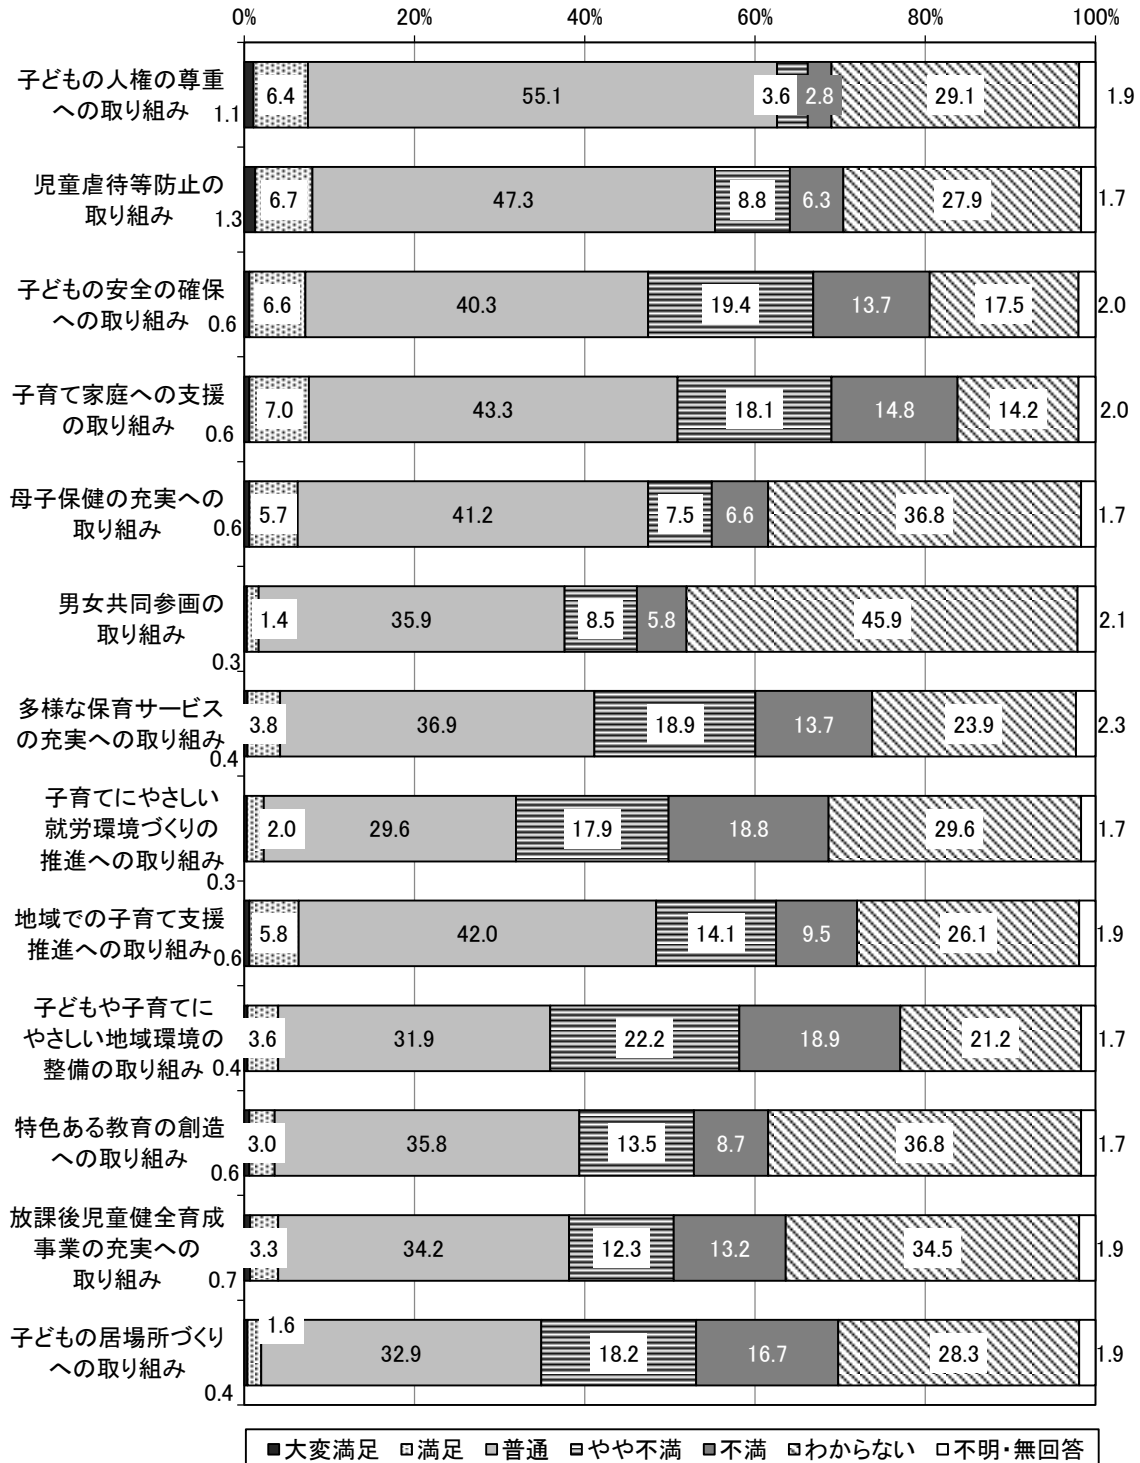 0% 20% 40% 60% 80% 100%
子どもの人権の尊重
への取り組み
1.1 6.4 55.1 3.6 2.8 29.1 1.9
児童虐待等防止の
取り組み
1.3 6.7 47.3 8.8 6.3 27.9 1.7
子どもの安全の確保
への取り組み
0.6 6.6 40.3 19.4 13.7 17.5 2.0
子育て家庭への支援
の取り組み
0.6 7.0 43.3 18.1 14.8 14.2 2.0
母子保健の充実への
取り組み
0.6 5.7 41.2 7.5 6.6 36.8 1.7
男女共同参画の
取り組み
0.3 1.4 35.9 8.5 5.8 45.9 2.1
多様な保育サービス
の充実への取り組み
0.4 3.8 36.9 18.9 13.7 23.9 2.3
子育てにやさしい
就労環境づくりの
推進への取り組み
0.3 2.0 29.6 17.9 18.8 29.6 1.7
地域での子育て支援
推進への取り組み
0.6 5.8 42.0 14.1 9.5 26.1 1.9
子どもや子育てに
やさしい地域環境の
整備の取り組み
0.4 3.6 31.9 22.2 18.9 21.2 1.7
特色ある教育の創造
への取り組み
0.6 3.0 35.8 13.5 8.7 36.8 1.7
放課後児童健全育成
事業の充実への
取り組み
0.7 3.3 34.2 12.3 13.2 34.5 1.9
子どもの居場所づくり
への取り組み
0.4 1.6 32.9 18.2 16.7 28.3 1.9
大変満足 満足 普通 やや不満 不満 わからない 不明・無回答